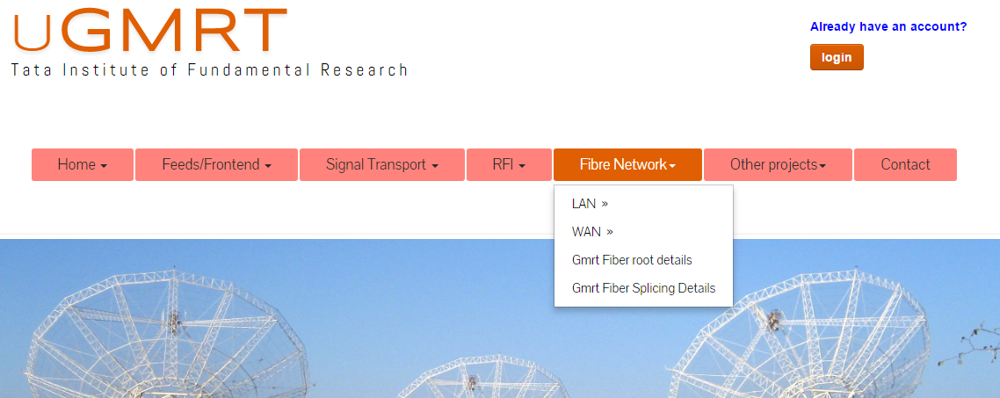 uGMRT
Tata Institute of Fundamental Research
Already have an account?
login
Home
Feeds/Frontend
Signal Transport
RFI
Fibre Network
Other projects
Contact
LAN »
WAN »
Gmrt Fiber root details
Gmrt Fiber Splicing Details